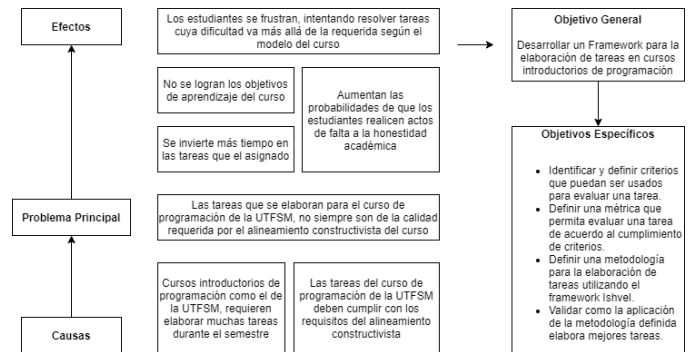 Efectos
Los estudiantes se frustran, intentando resolver tareas
cuya dificultad va más allá de la requerida según el
modelo del curso
No se logran los objetivos
de aprendizaje del curso
Se invierte más tiempo en
las tareas que el asignado
Aumentan las
probabilidades de que los
estudiantes realicen actos
de falta a la honestidad
académica
Problema Principal
Las tareas que se elaboran para el curso de
programación de la UTFSM, no siempre son de la calidad
requerida por el alineamiento constructivista del curso
Causas
Cursos introductorios de
programación como el de
la UTFSM, requieren
elaborar muchas tareas
durante el semestre
Las tareas del curso de
programación de la UTFSM
deben cumplir con los
requisitos del alineamiento
constructivista
Objetivo General
Desarrollar un Framework para la
elaboración de tareas en cursos
introductorios de programación
Objetivos Específicos
• Identificar y definir criterios
que puedan ser usados
para evaluar una tarea.
• Definir una métrica que
permita evaluar una tarea
de acuerdo al cumplimiento
de criterios.
• Definir una metodología
para la elaboración de
tareas utilizando el
framework Ishvel.
• Validar como la aplicación
de la metodología definida
elabora mejores tareas.